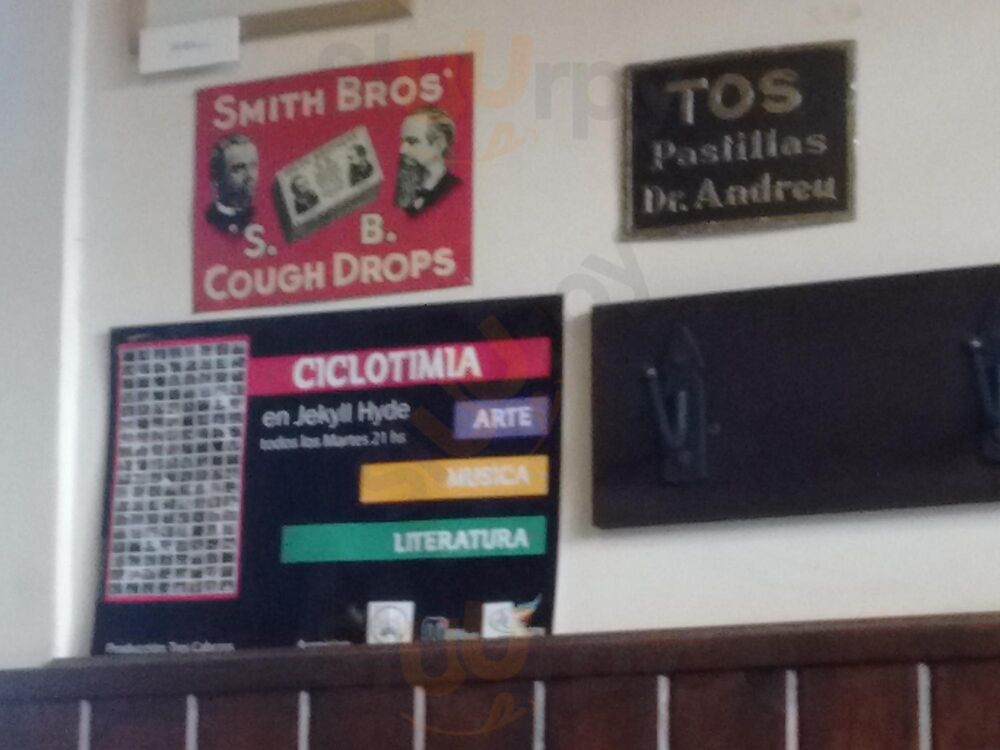 SMITH BROS'
S. B.
COUGH DROPS
TOS
Pastillas
Dr. Andreu
CICLOTIMIA
en Jekyll Hyde
todos los Martes 21 hs
ARTE
MUSICA
LITERATURA